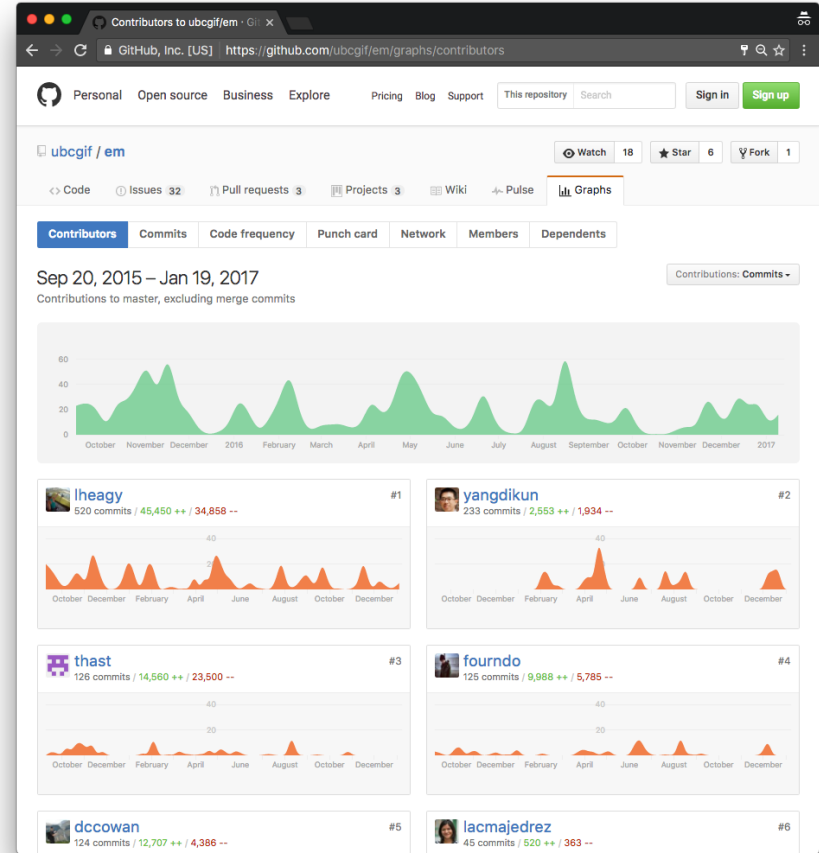 Contributors to ubcgif/em · Gi
GitHub, Inc. [US] https://github.com/ubcgif/em/graphs/contributors
Personal Open source Business Explore Pricing Blog Support This repository Search Sign in Sign up
ubcgif / em Watch 18 Star 6 Fork 1
Code Issues 32 Pull requests 3 Projects 3 Wiki Pulse Graphs
Contributors Commits Code frequency Punch card Network Members Dependents
Sep 20, 2015 – Jan 19, 2017 Contributions: Commits
Contributions to master, excluding merge commits
60
40
20
0
October November December 2016 February March April May June July August September October November December 2017
lheagy #1
520 commits / 45,450 ++ / 34,858 --
40
2
October December February April June August October December
yangdikun #2
233 commits / 2,553 ++ / 1,934 --
40
October December February April June August October December
thast #3
126 commits / 14,560 ++ / 23,500 --
40
20
October December February April June August October December
fourndo #4
125 commits / 9,988 ++ / 5,785 --
40
20
October December February April June August October December
dccowan #5
124 commits / 12,707 ++ / 4,386 --
lacmajedrez #6
45 commits / 520 ++ / 363 --